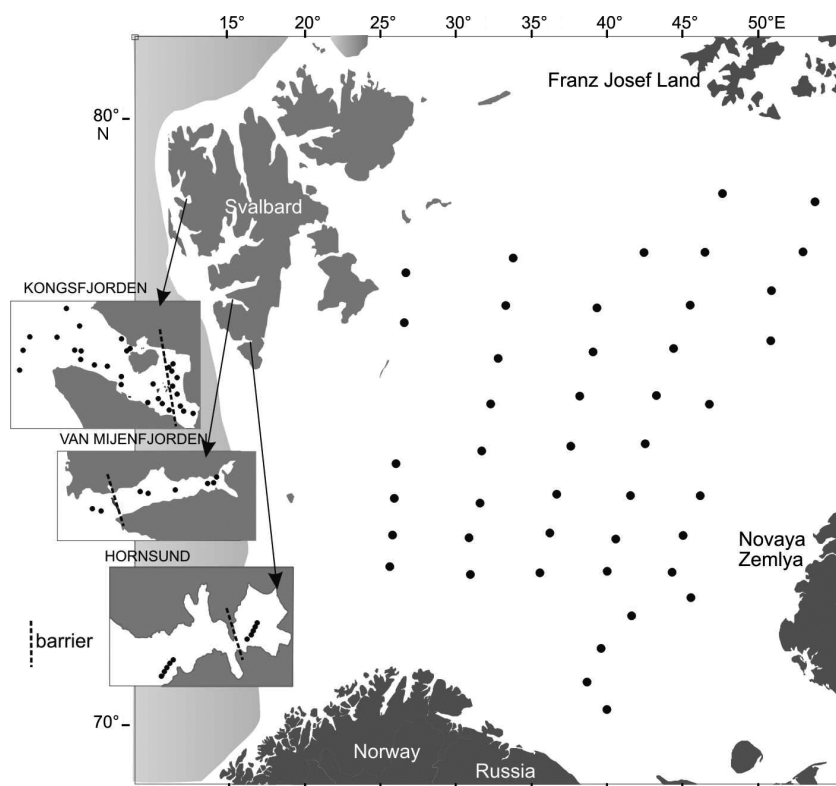 15° 20° 25° 30° 35° 40° 45° 50°E
Franz Josef Land
80°
N
Svalbard
KONGSFJORDEN
VAN MIJENFJORDEN
HORNSUND
Novaya
Zemlya
barrier
70°
Norway
Russia